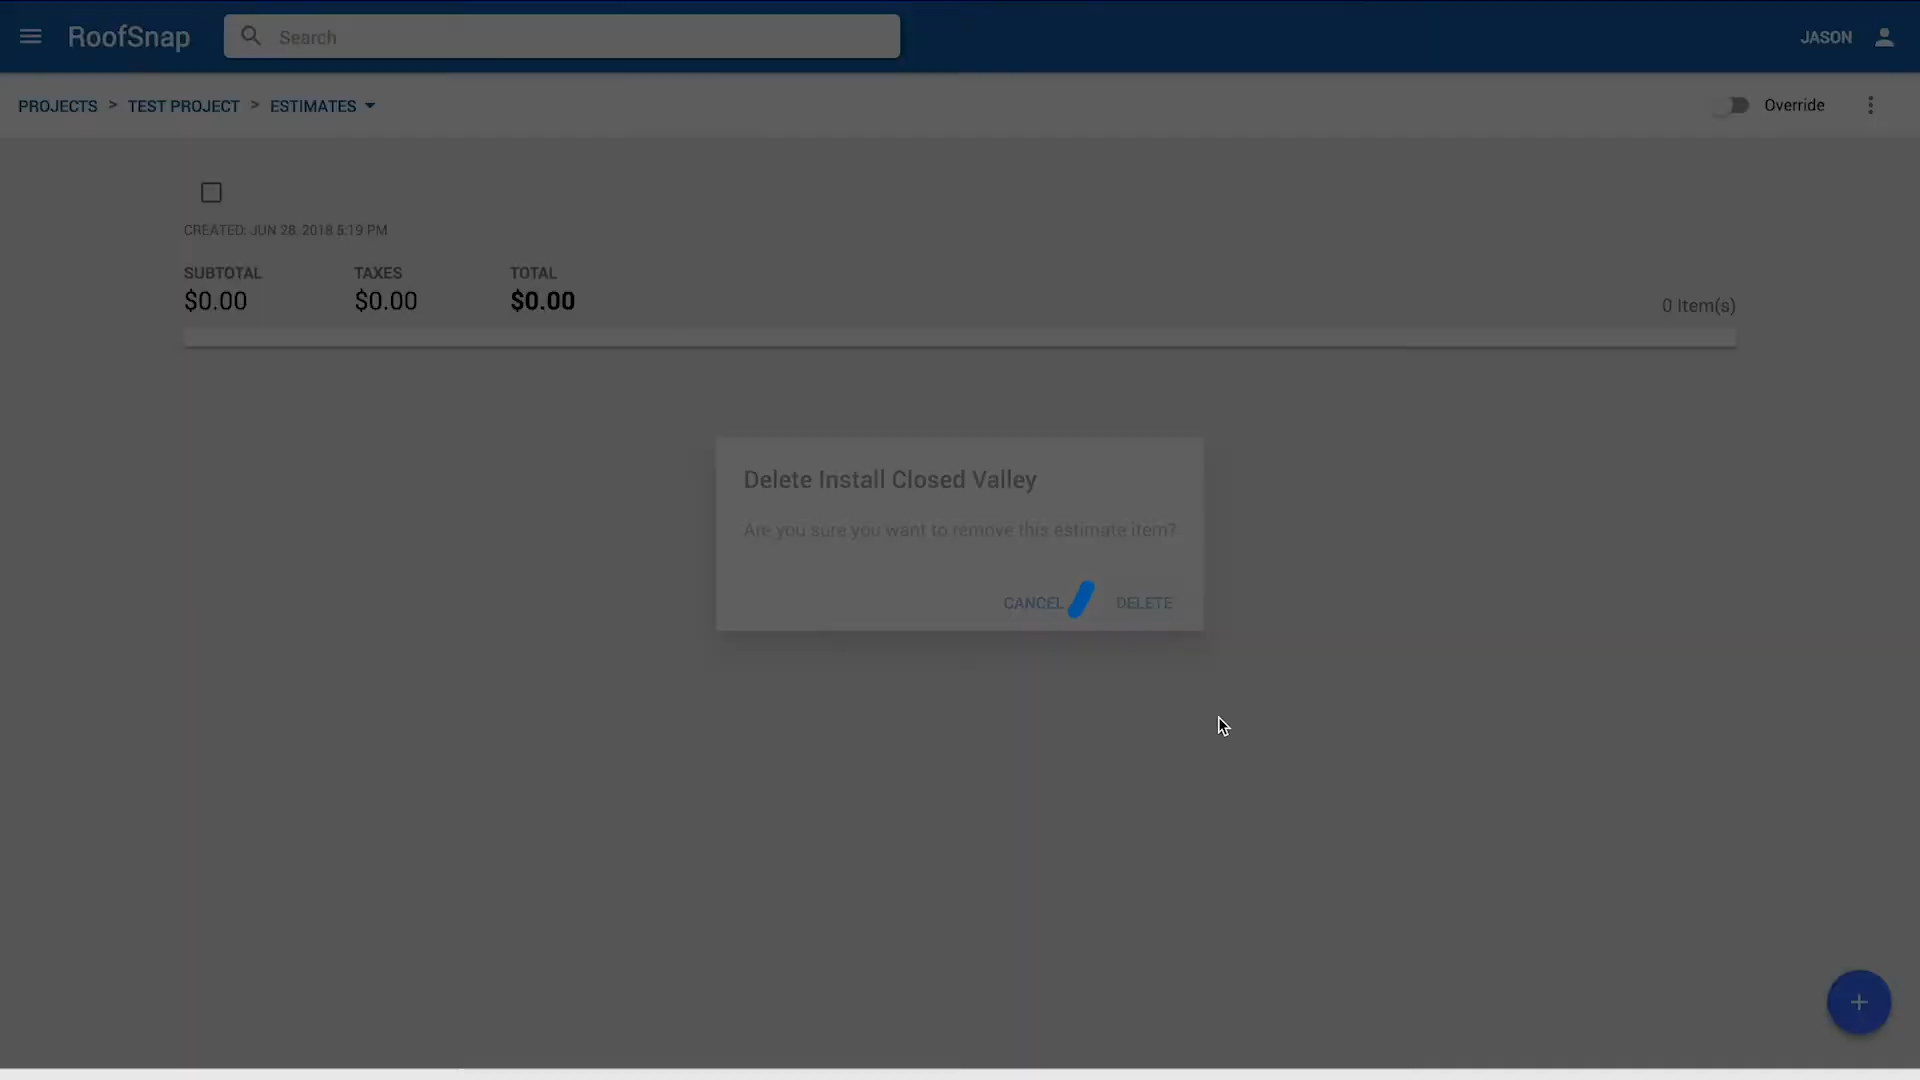 RoofSnap
Search
JASON
PROJECTS > TEST PROJECT > ESTIMATES
Override
CREATED: JUN 28, 2018 5:19 PM
SUBTOTAL TAXES TOTAL
$0.00 $0.00 $0.00
0 Item(s)
Delete Install Closed Valley
Are you sure you want to remove this estimate item?
CANCEL DELETE